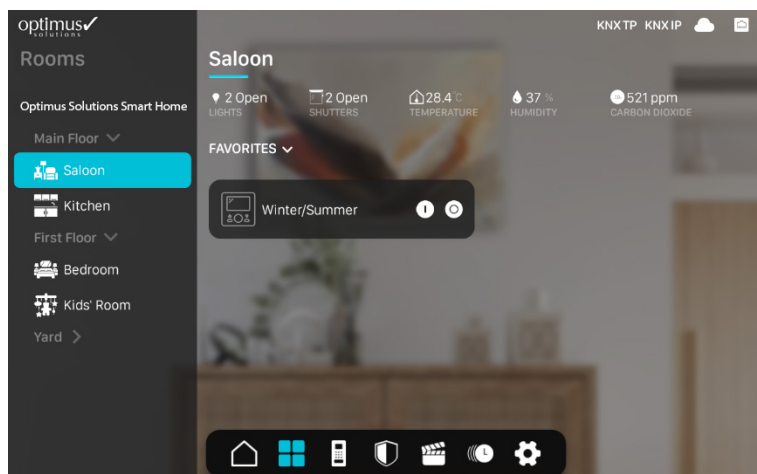 optimus
solutions
KNX TP KNX IP
Rooms
Saloon
Optimus Solutions Smart Home
2 Open
LIGHTS
2 Open
SHUTTERS
28.4 °C
TEMPERATURE
37 %
HUMIDITY
521 ppm
CARBON DIOXIDE
Main Floor
Saloon
Kitchen
First Floor
Bedroom
Kids' Room
Yard
FAVORITES
Winter/Summer